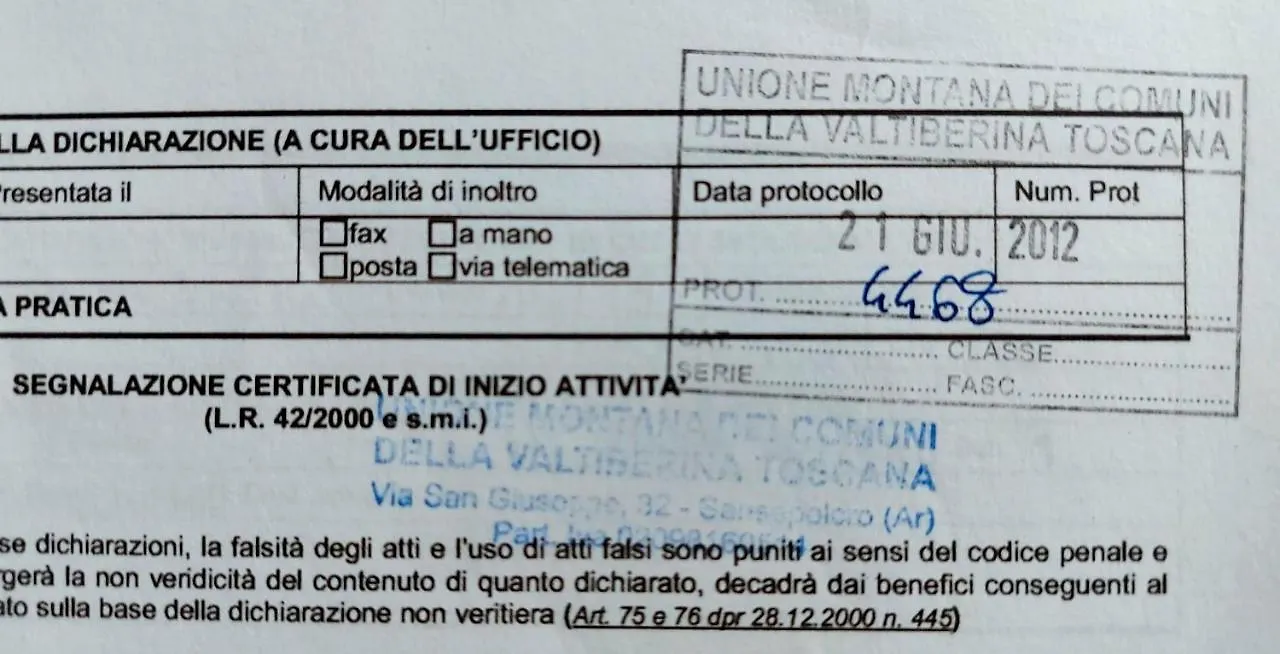 UNIONE MONTANA DEI COMUNI
DELLA VALTIBERINA TOSCANA
LLA DICHIARAZIONE (A CURA DELL'UFFICIO)
resentata il Modalità di inoltro Data protocollo Num. Prot
fax a mano 21 GIU. 2012
posta via telematica
PROT. 4468
A PRATICA
CAT. CLASSE
SERIE FASC.
SEGNALAZIONE CERTIFICATA DI INIZIO ATTIVITA'
(L.R. 42/2000 e s.m.i.)
UNIONE MONTANA DEI COMUNI
DELLA VALTIBERINA TOSCANA
Via San Giuseppe, 32 - Sansepolcro (Ar)
Part. Iva
se dichiarazioni, la falsità degli atti e l'uso di atti falsi sono puniti ai sensi del codice penale e
gerà la non veridicità del contenuto di quanto dichiarato, decadrà dai benefici conseguenti al
ato sulla base della dichiarazione non veritiera (Art. 75 e 76 dpr 28.12.2000 n. 445)